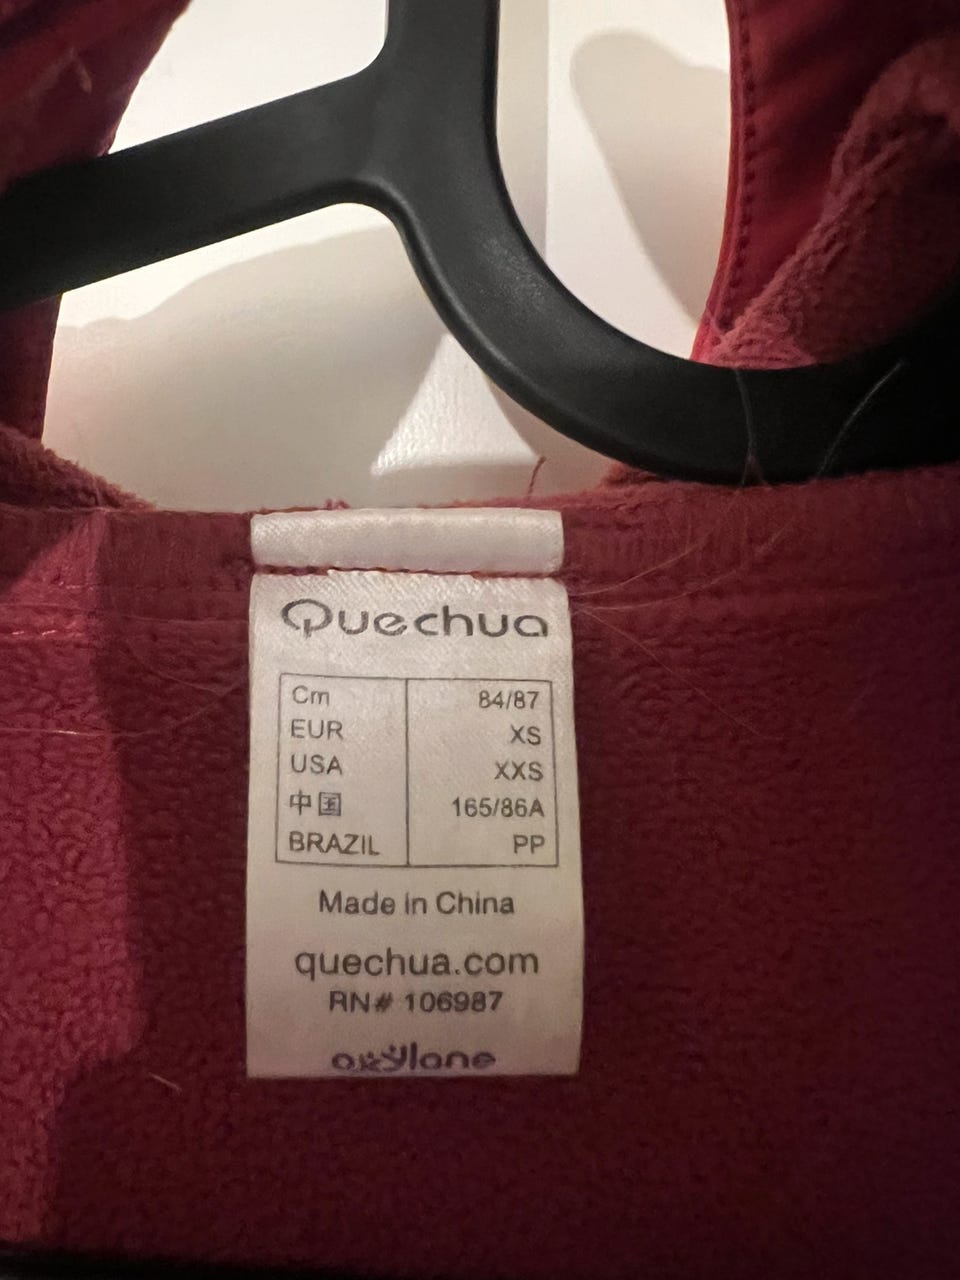 Quechua
Cm 84/87
EUR XS
USA XXS
中国 165/86A
BRAZIL PP
Made in China
quechua.com
RN# 106987
oxylane